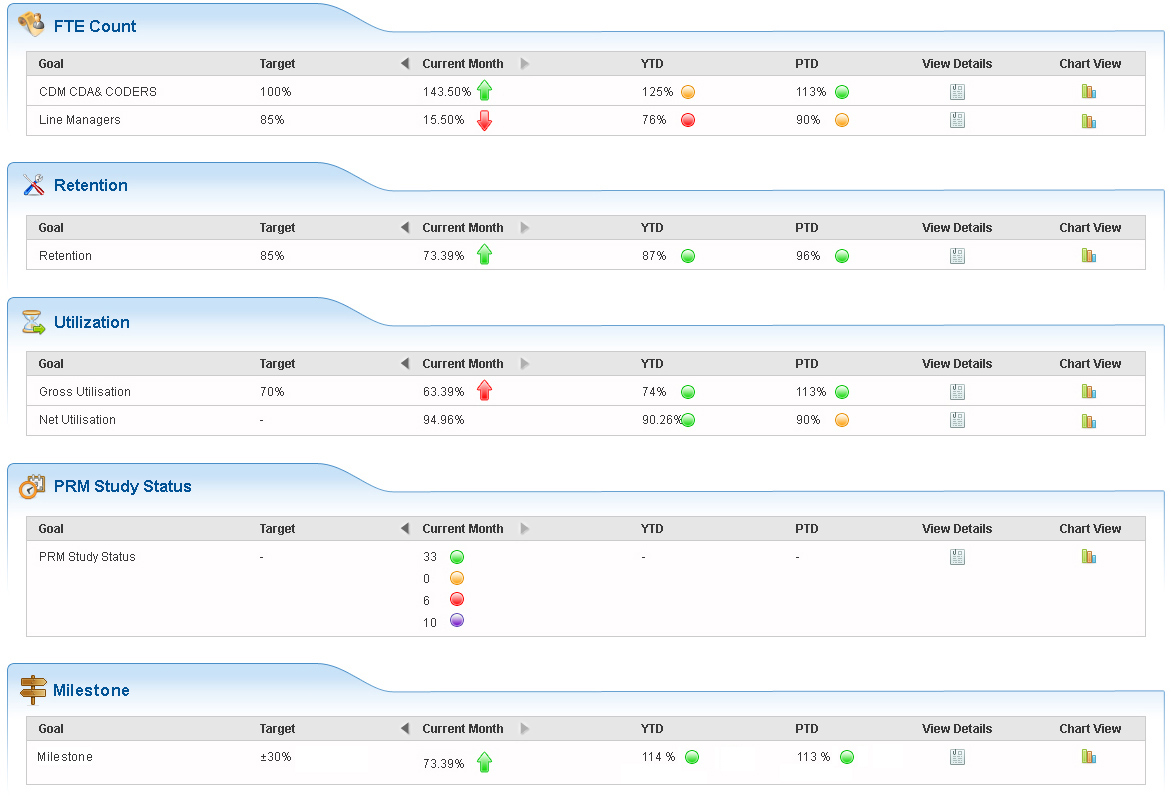 FTE Count
Goal Target Current Month YTD PTD View Details Chart View
CDM CDA& CODERS 100% 143.50% 125% 113%
Line Managers 85% 15.50% 76% 90%
Retention
Goal Target Current Month YTD PTD View Details Chart View
Retention 85% 73.39% 87% 96%
Utilization
Goal Target Current Month YTD PTD View Details Chart View
Gross Utilisation 70% 63.39% 74% 113%
Net Utilisation - 94.96% 90.26% 90%
PRM Study Status
Goal Target Current Month YTD PTD View Details Chart View
PRM Study Status - 33 - -
0
6
10
Milestone
Goal Target Current Month YTD PTD View Details Chart View
Milestone ±30% 73.39% 114 % 113 %